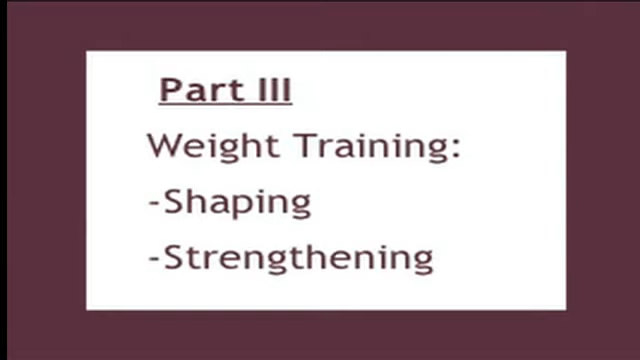 Part III
Weight Training:
-Shaping
-Strengthening